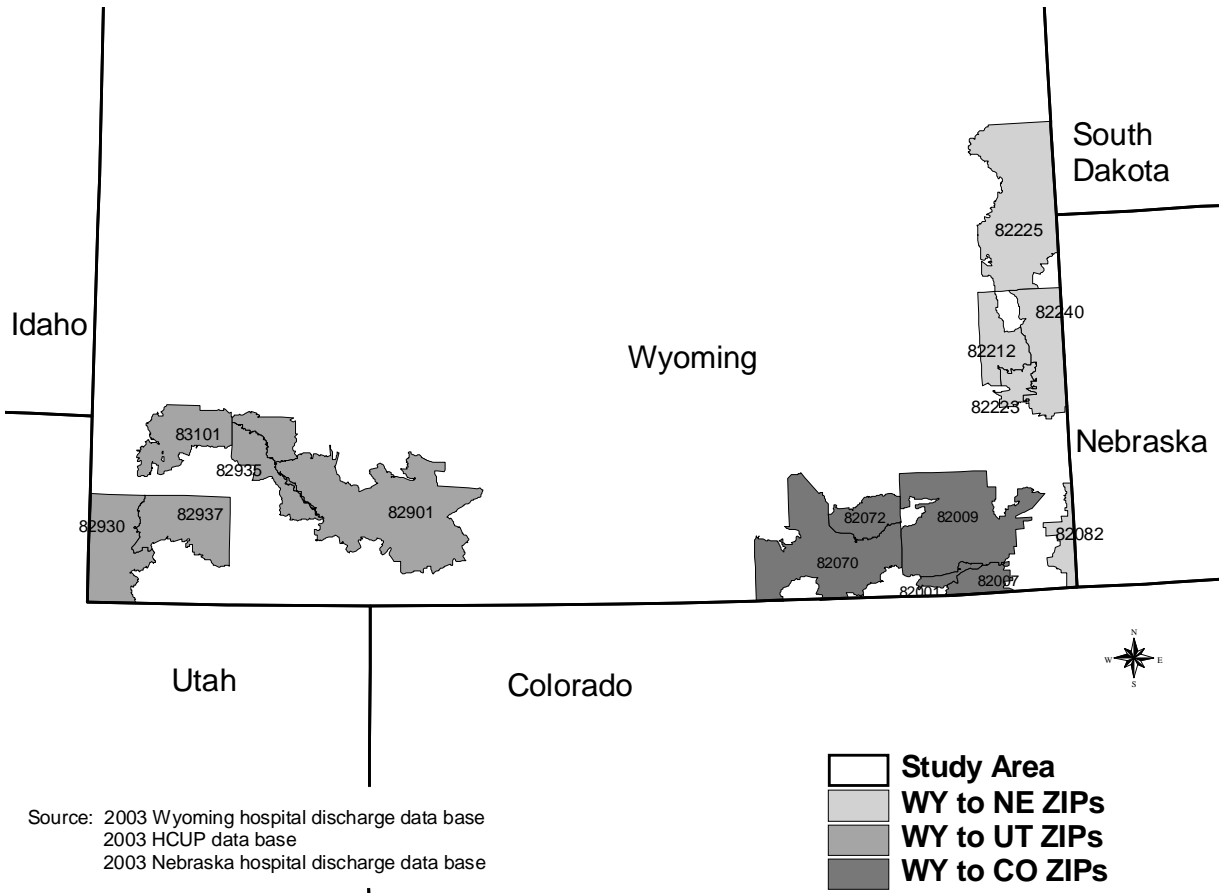 South
Dakota
82225
Idaho
82240
82212
Wyoming
82223
83101
Nebraska
82935
82901
82937
82930
82072
82009
82082
82070
82007
82001
N
W E
S
Utah
Colorado
Study Area
WY to NE ZIPs
WY to UT ZIPs
WY to CO ZIPs
Source: 2003 Wyoming hospital discharge data base
2003 HCUP data base
2003 Nebraska hospital discharge data base